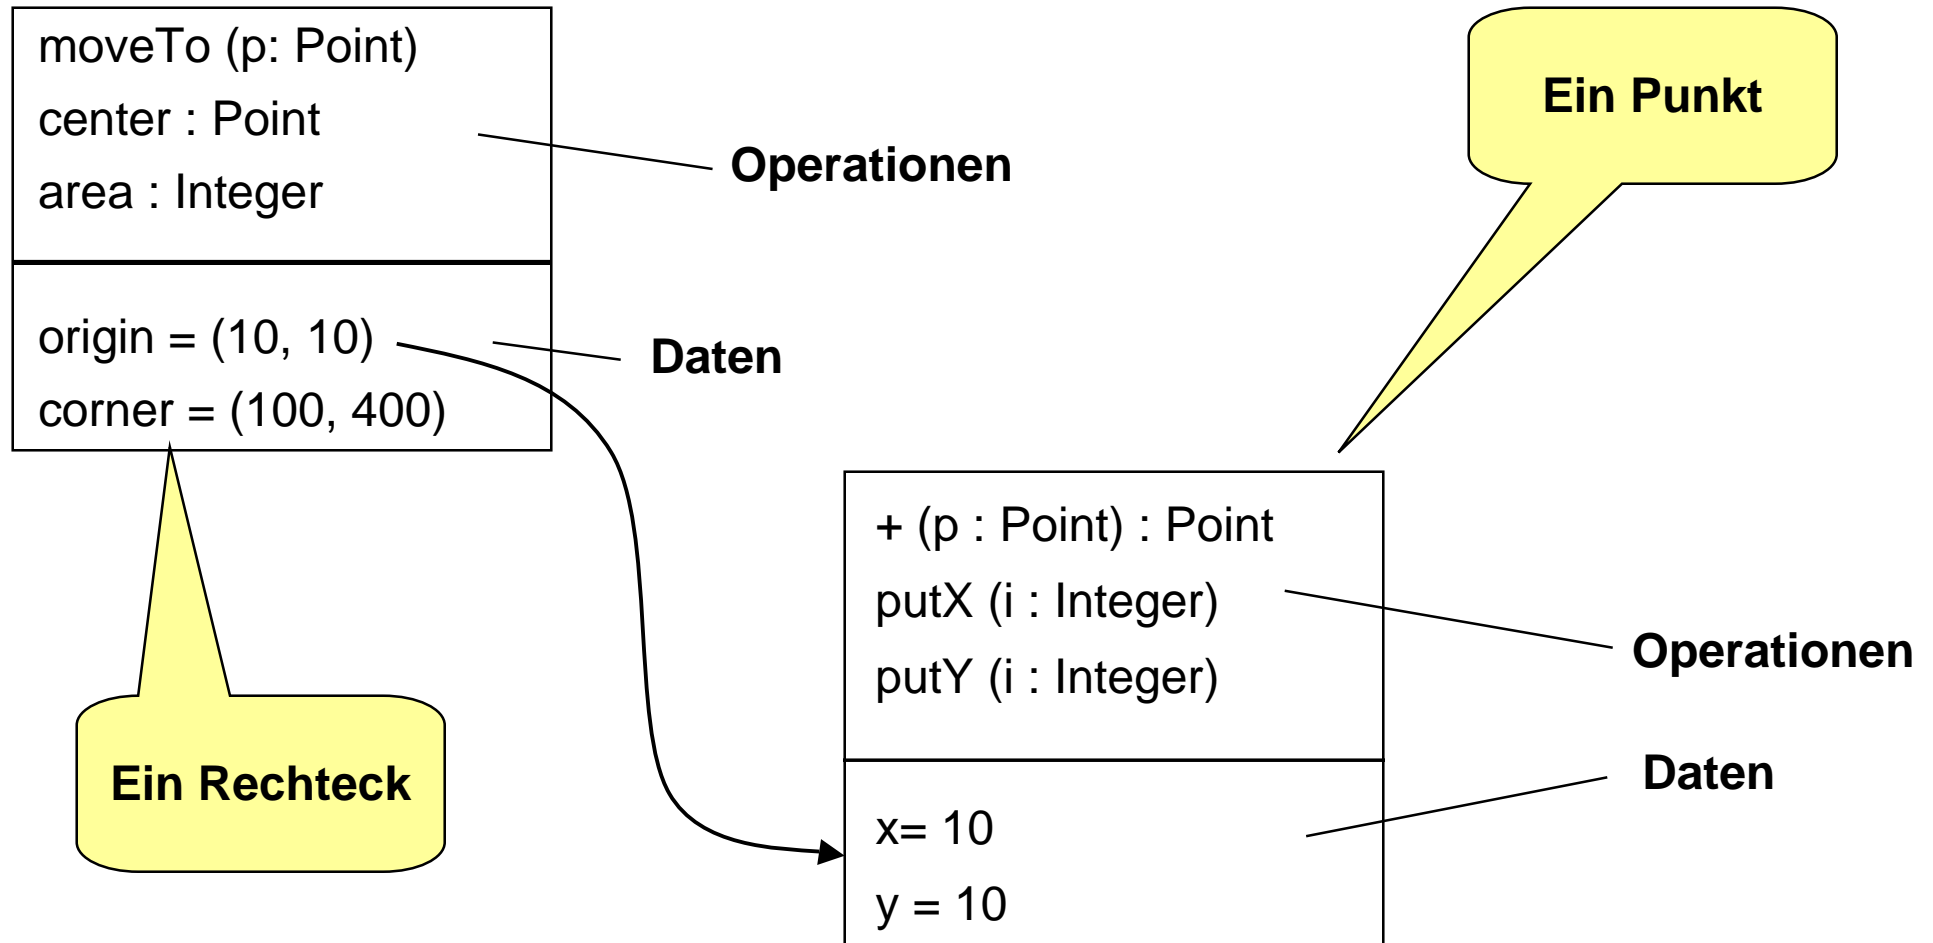 moveTo (p: Point)
center : Point
area : Integer
Operationen
origin = (10, 10)
corner = (100, 400)
Daten
Ein Rechteck
Ein Punkt
+ (p : Point) : Point
putX (i : Integer)
putY (i : Integer)
Operationen
x= 10
y = 10
Daten